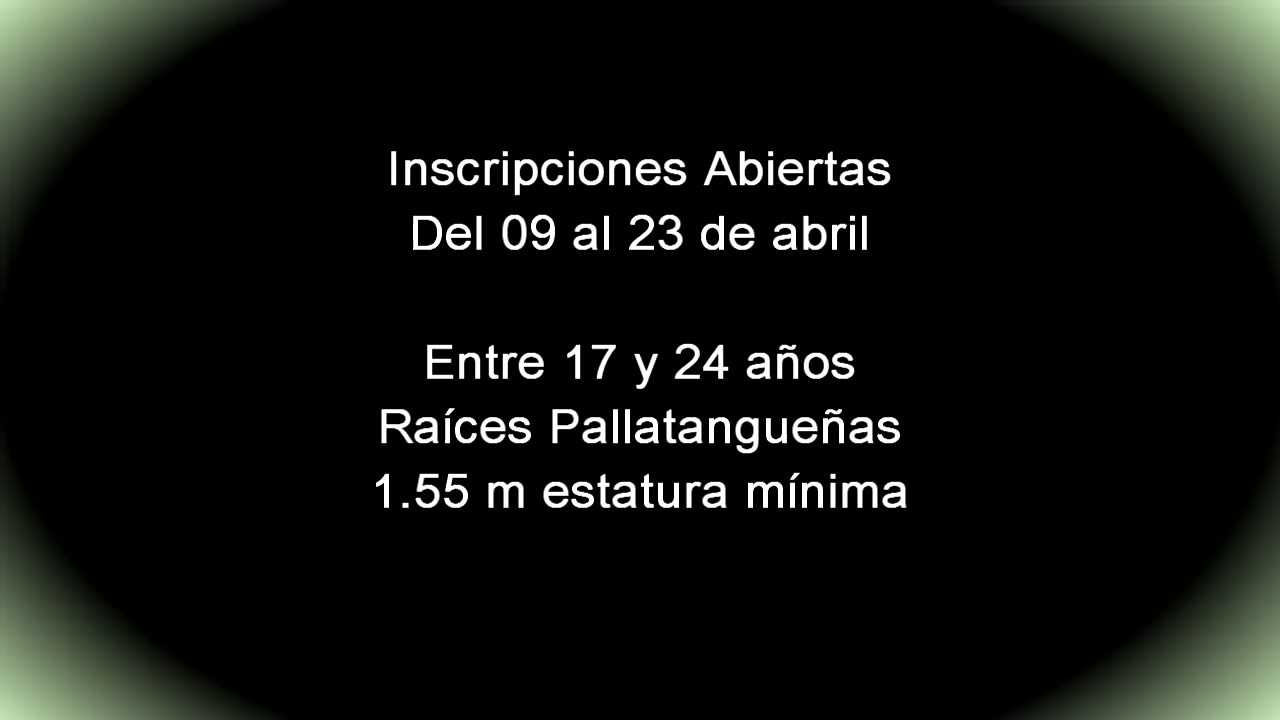 Inscripciones Abiertas
Del 09 al 23 de abril
Entre 17 y 24 años
Raíces Pallatangueñas
1.55 m estatura mínima